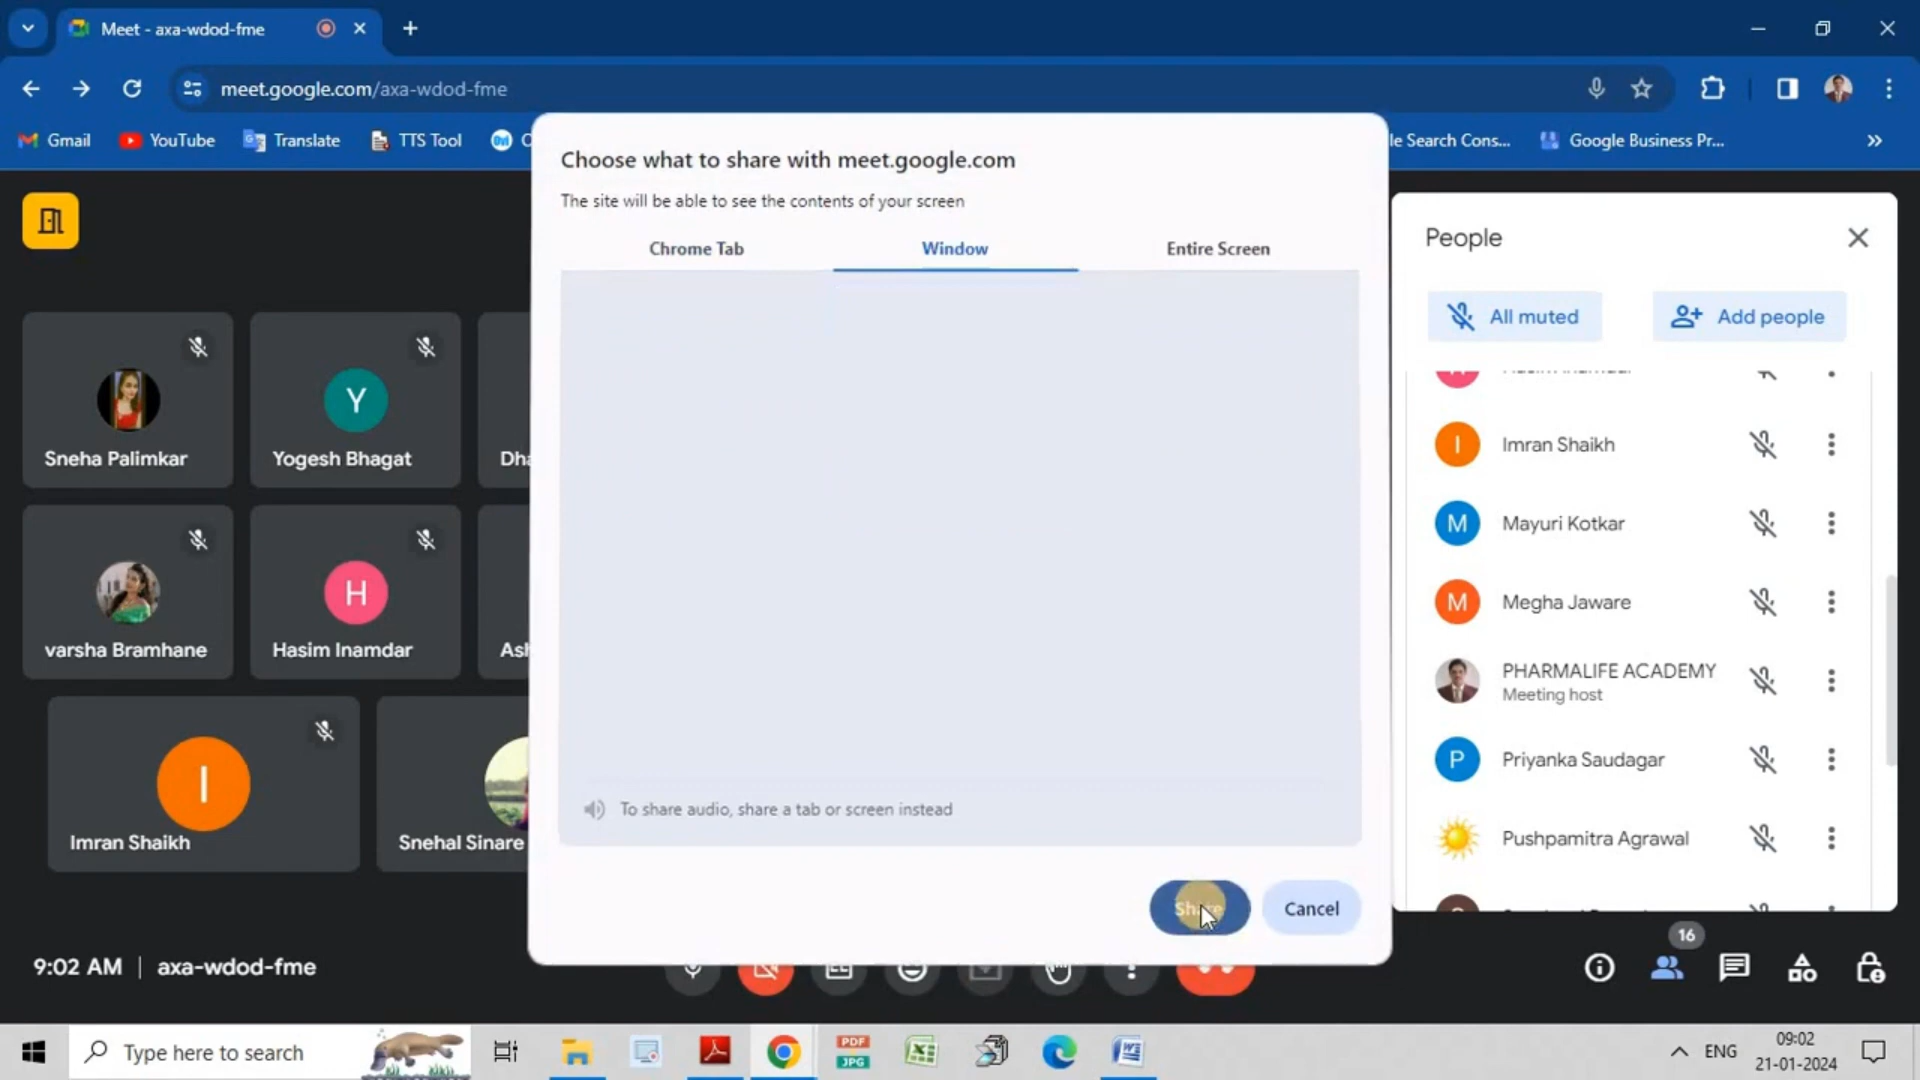 Meet - axa-wdod-fme
meet.google.com/axa-wdod-fme
Gmail
YouTube
Translate
TTS Tool
le Search Cons...
Google Business Pr...
Choose what to share with meet.google.com
The site will be able to see the contents of your screen
Chrome Tab
Window
Entire Screen
To share audio, share a tab or screen instead
Share
Cancel
Sneha Palimkar
Y
Yogesh Bhagat
Dha
varsha Bramhane
H
Hasim Inamdar
Ash
I
Imran Shaikh
Snehal Sinare
People
All muted
Add people
I
Imran Shaikh
M
Mayuri Kotkar
M
Megha Jaware
PHARMALIFE ACADEMY
Meeting host
P
Priyanka Saudagar
Pushpamitra Agrawal
9:02 AM | axa-wdod-fme
16
Type here to search
PDF
JPG
ENG
09:02
21-01-2024